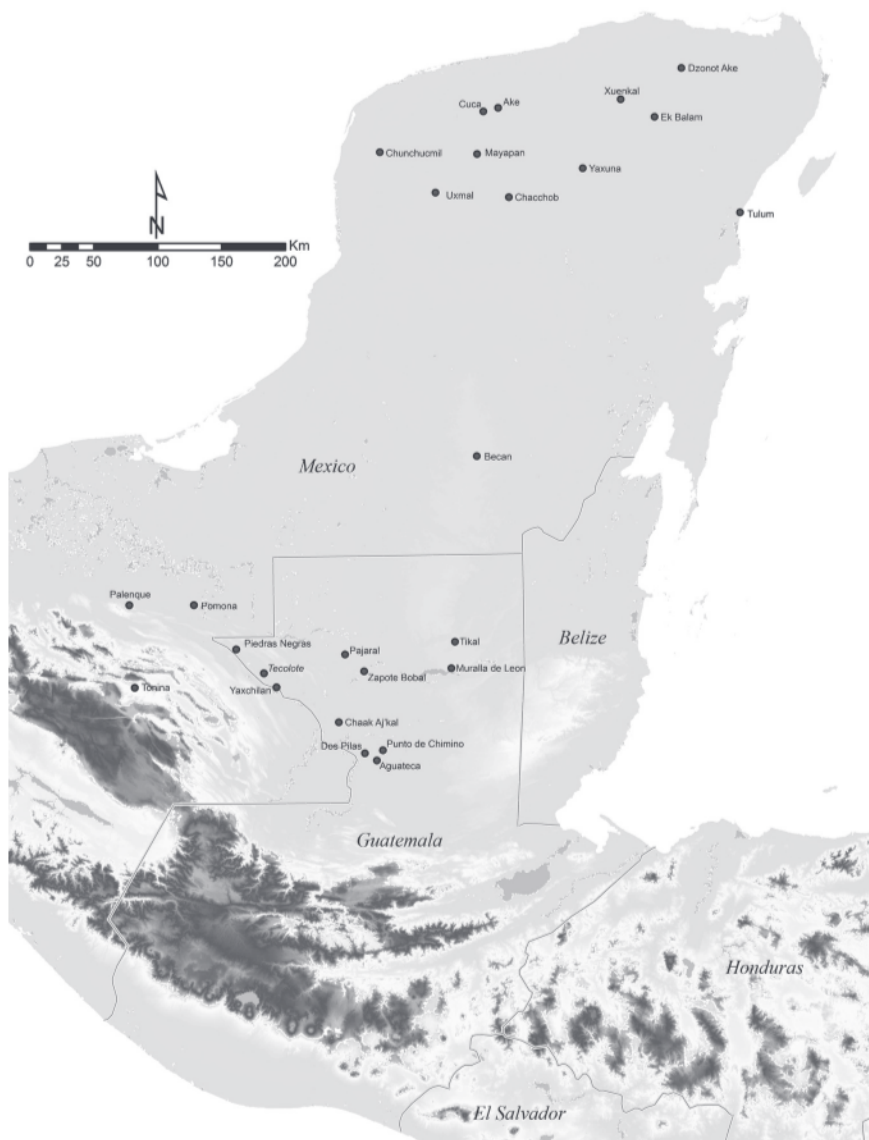 Dzonot Ake
Xuenkal
Cuca
Ake
Ek Balam
Chunchucmil
Mayapan
Yaxuna
Uxmal
Chacchob
Tulum
N
Km
0 25 50 100 150 200
Becan
Mexico
Palenque
Pomona
Piedras Negras
Pajaral
Tikal
Belize
Tecolote
Zapote Bobal
Muralla de Leon
Tonina
Yaxchilan
Chaak Aj'kal
Dos Pilas
Punto de Chimino
Aguateca
Guatemala
Honduras
El Salvador